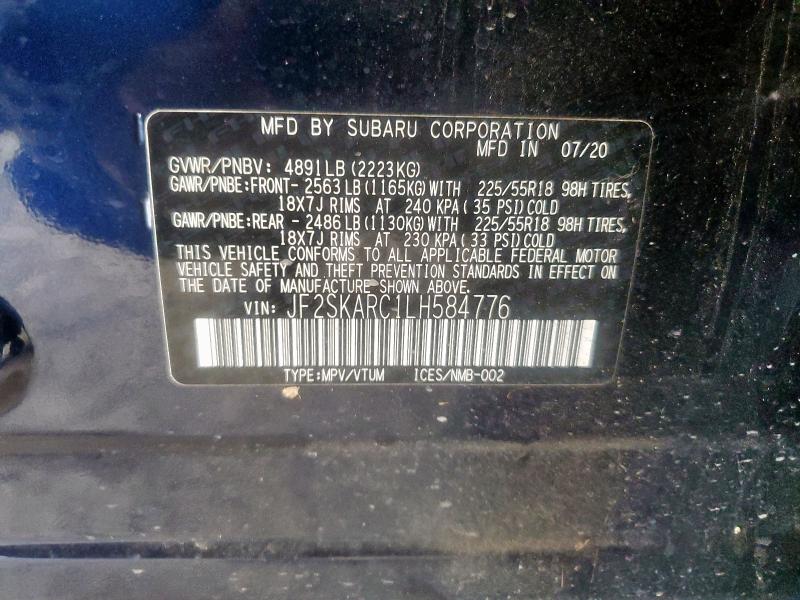 MFD BY SUBARU CORPORATION
MFD IN 07/20
GVWR/PNBV: 4891LB (2223KG)
GAWR/PNBE:FRONT- 2563 LB (1165KG) WITH 225/55R18 98H TIRES,
18X7J RIMS AT 240 KPA ( 35 PSI) COLD
GAWR/PNBE:REAR - 2486 LB (1130KG) WITH 225/55R18 98H TIRES,
18X7J RIMS AT 230 KPA ( 33 PSI) COLD
THIS VEHICLE CONFORMS TO ALL APPLICABLE FEDERAL MOTOR
VEHICLE SAFETY AND THEFT PREVENTION STANDARDS IN EFFECT ON
THE DATE OF MANUFACTURE SHOWN ABOVE.
VIN: JF2SKARC1LH584776
TYPE:MPV/VTUM ICES/NMB-002